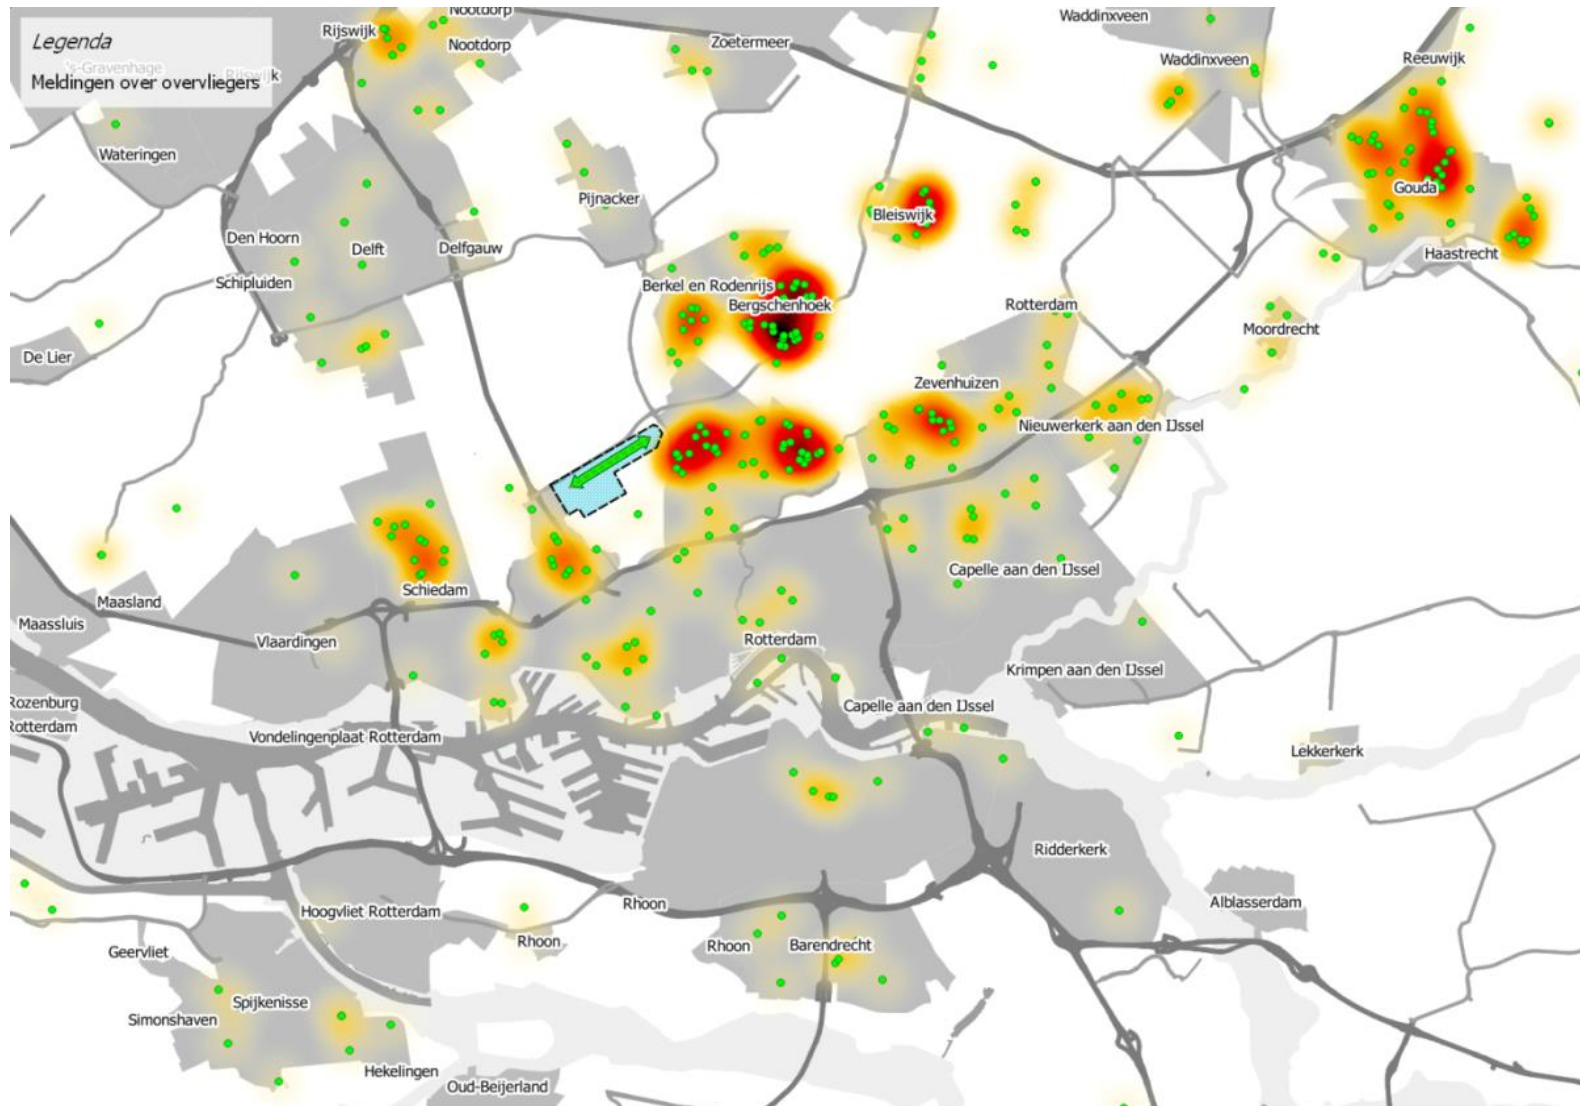 Legenda
Meldingen over overvliegers
's-Gravenhage
Rijswijk
Rijswijk
Nootdorp
Nootdorp
Zoetermeer
Waddinxveen
Waddinxveen
Reeuwijk
Wateringen
Pijnacker
Bleiswijk
Gouda
Den Hoorn
Delft
Delfgauw
Haastrecht
Schipluiden
Berkel en Rodenrijs
Bergschenhoek
Rotterdam
Moordrecht
De Lier
Zevenhuizen
Nieuwerkerk aan den IJssel
Capelle aan den IJssel
Schiedam
Maasland
Maassluis
Vlaardingen
Rotterdam
Krimpen aan den IJssel
Rozenburg
Capelle aan den IJssel
Rotterdam
Vondelingenplaat Rotterdam
Lekkerkerk
Ridderkerk
Hoogvliet Rotterdam
Rhoon
Alblasserdam
Geervliet
Rhoon
Rhoon
Barendrecht
Spijkenisse
Simonshaven
Hekelingen
Oud-Beijerland